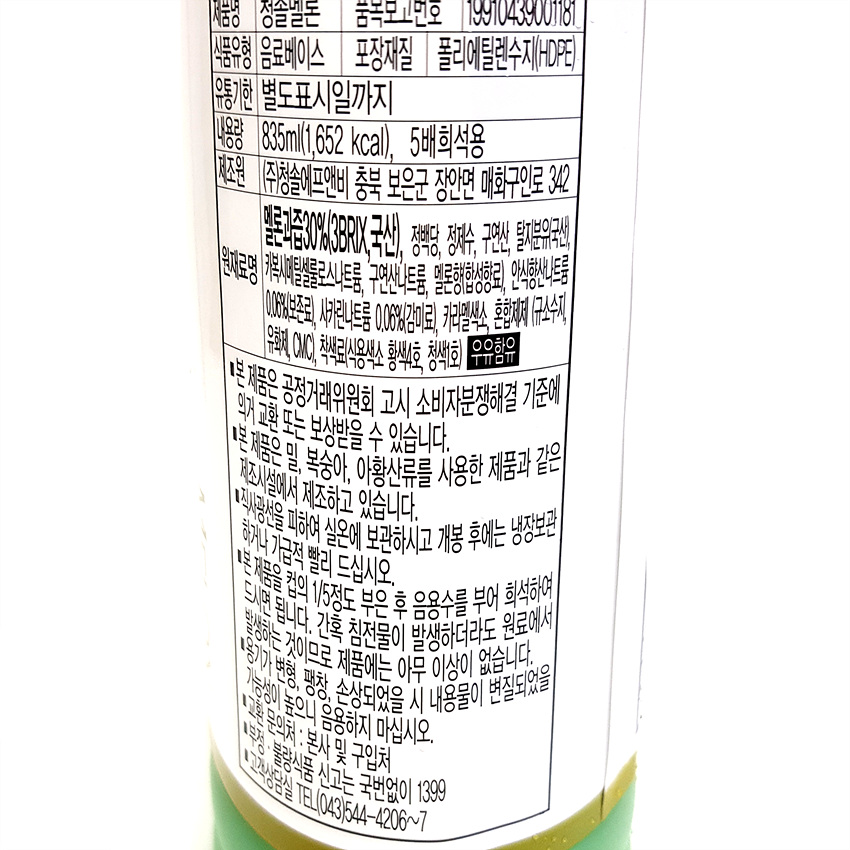 제품명 청솔멜론 품목보고번호 19910439001181
식품유형 음료베이스 포장재질 폴리에틸렌수지(HDPE)
유통기한 별도표시일까지
내용량 835ml(1,652 kcal), 5배희석용
제조원 (주)청솔에프앤비 충북 보은군 장안면 매화구인로 342
원재료명 멜론과즙30%(3BRIX,국산), 정백당, 정제수, 구연산, 탈지분유(국산),
카복시메틸셀룰로스나트륨, 구연산나트륨, 멜론향(합성향료), 안식향산나트륨
0.06%(보존료), 사카린나트륨 0.06%(감미료), 카라멜색소, 혼합제제 (규소수지,
유화제, CMC), 착색료(식용색소 황색4호, 청색1호) 우유함유
■본 제품은 공정거래위원회 고시 소비자분쟁해결 기준에
의거 교환 또는 보상받을 수 있습니다.
■본 제품은 밀, 복숭아, 아황산류를 사용한 제품과 같은
제조시설에서 제조하고 있습니다.
■직사광선을 피하여 실온에 보관하시고 개봉 후에는 냉장보관
하거나 가급적 빨리 드십시오.
■본 제품을 컵의 1/5정도 부은 후 음용수를 부어 희석하여
드시면 됩니다. 간혹 침전물이 발생하더라도 원료에서
발생하는 것이므로 제품에는 아무 이상이 없습니다.
■용기가 변형, 팽창, 손상되었을 시 내용물이 변질되었을
가능성이 높으니 음용하지 마십시오.
■교환 문의처 : 본사 및 구입처
■부정·불량식품 신고는 국번없이 1399
■고객상담실 TEL(043)544-4206~7